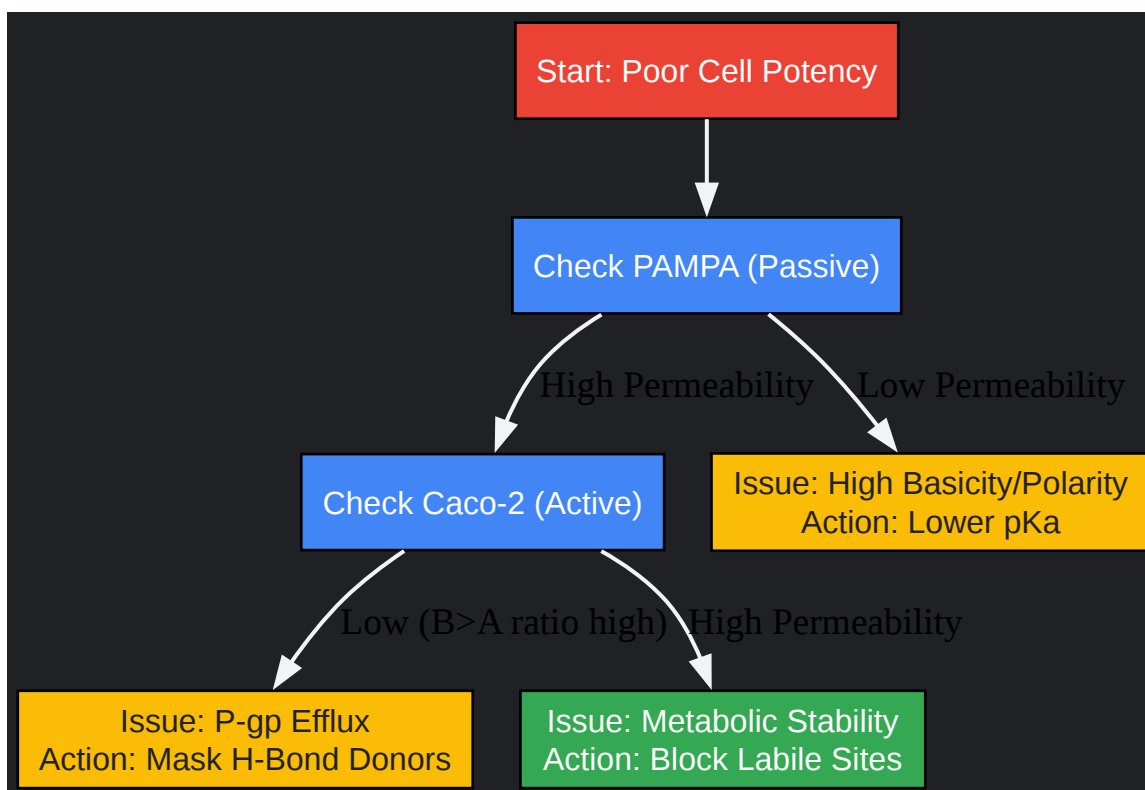 Start: Poor Cell Potency
Check PAMPA (Passive)
High Permeability
Low Permeability
Check Caco-2 (Active)
Issue: High Basicity/Polarity
Action: Lower pKa
Low (B>A ratio high)
High Permeability
Issue: P-gp Efflux
Action: Mask H-Bond Donors
Issue: Metabolic Stability
Action: Block Labile Sites